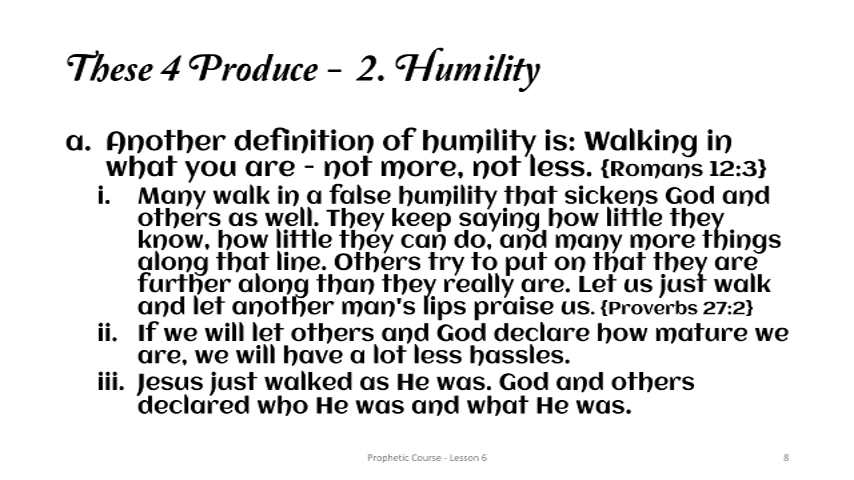 These 4 Produce - 2. Humility
a. Another definition of humility is: Walking in
what you are - not more, not less. {Romans 12:3}
i. Many walk in a false humility that sickens God and
others as well. They keep saying how little they
know, how little they can do, and many more things
along that line. Others try to put on that they are
further along than they really are. Let us just walk
and let another man's lips praise us. {Proverbs 27:2}
ii. If we will let others and God declare how mature we
are, we will have a lot less hassles.
iii. Jesus just walked as He was. God and others
declared who He was and what He was.
Prophetic Course - Lesson 6
8